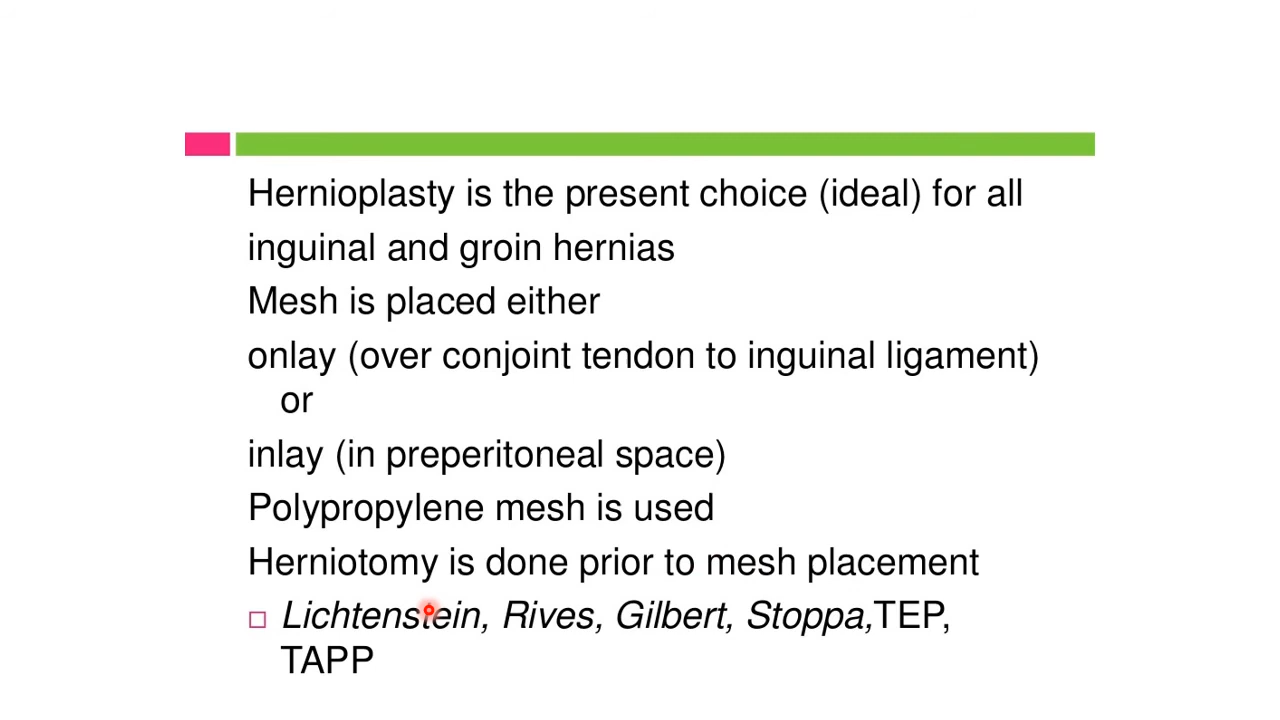 Hernioplasty is the present choice (ideal) for all
inguinal and groin hernias
Mesh is placed either
onlay (over conjoint tendon to inguinal ligament)
or
inlay (in preperitoneal space)
Polypropylene mesh is used
Herniotomy is done prior to mesh placement
Lichtenstein, Rives, Gilbert, Stoppa,TEP,
TAPP